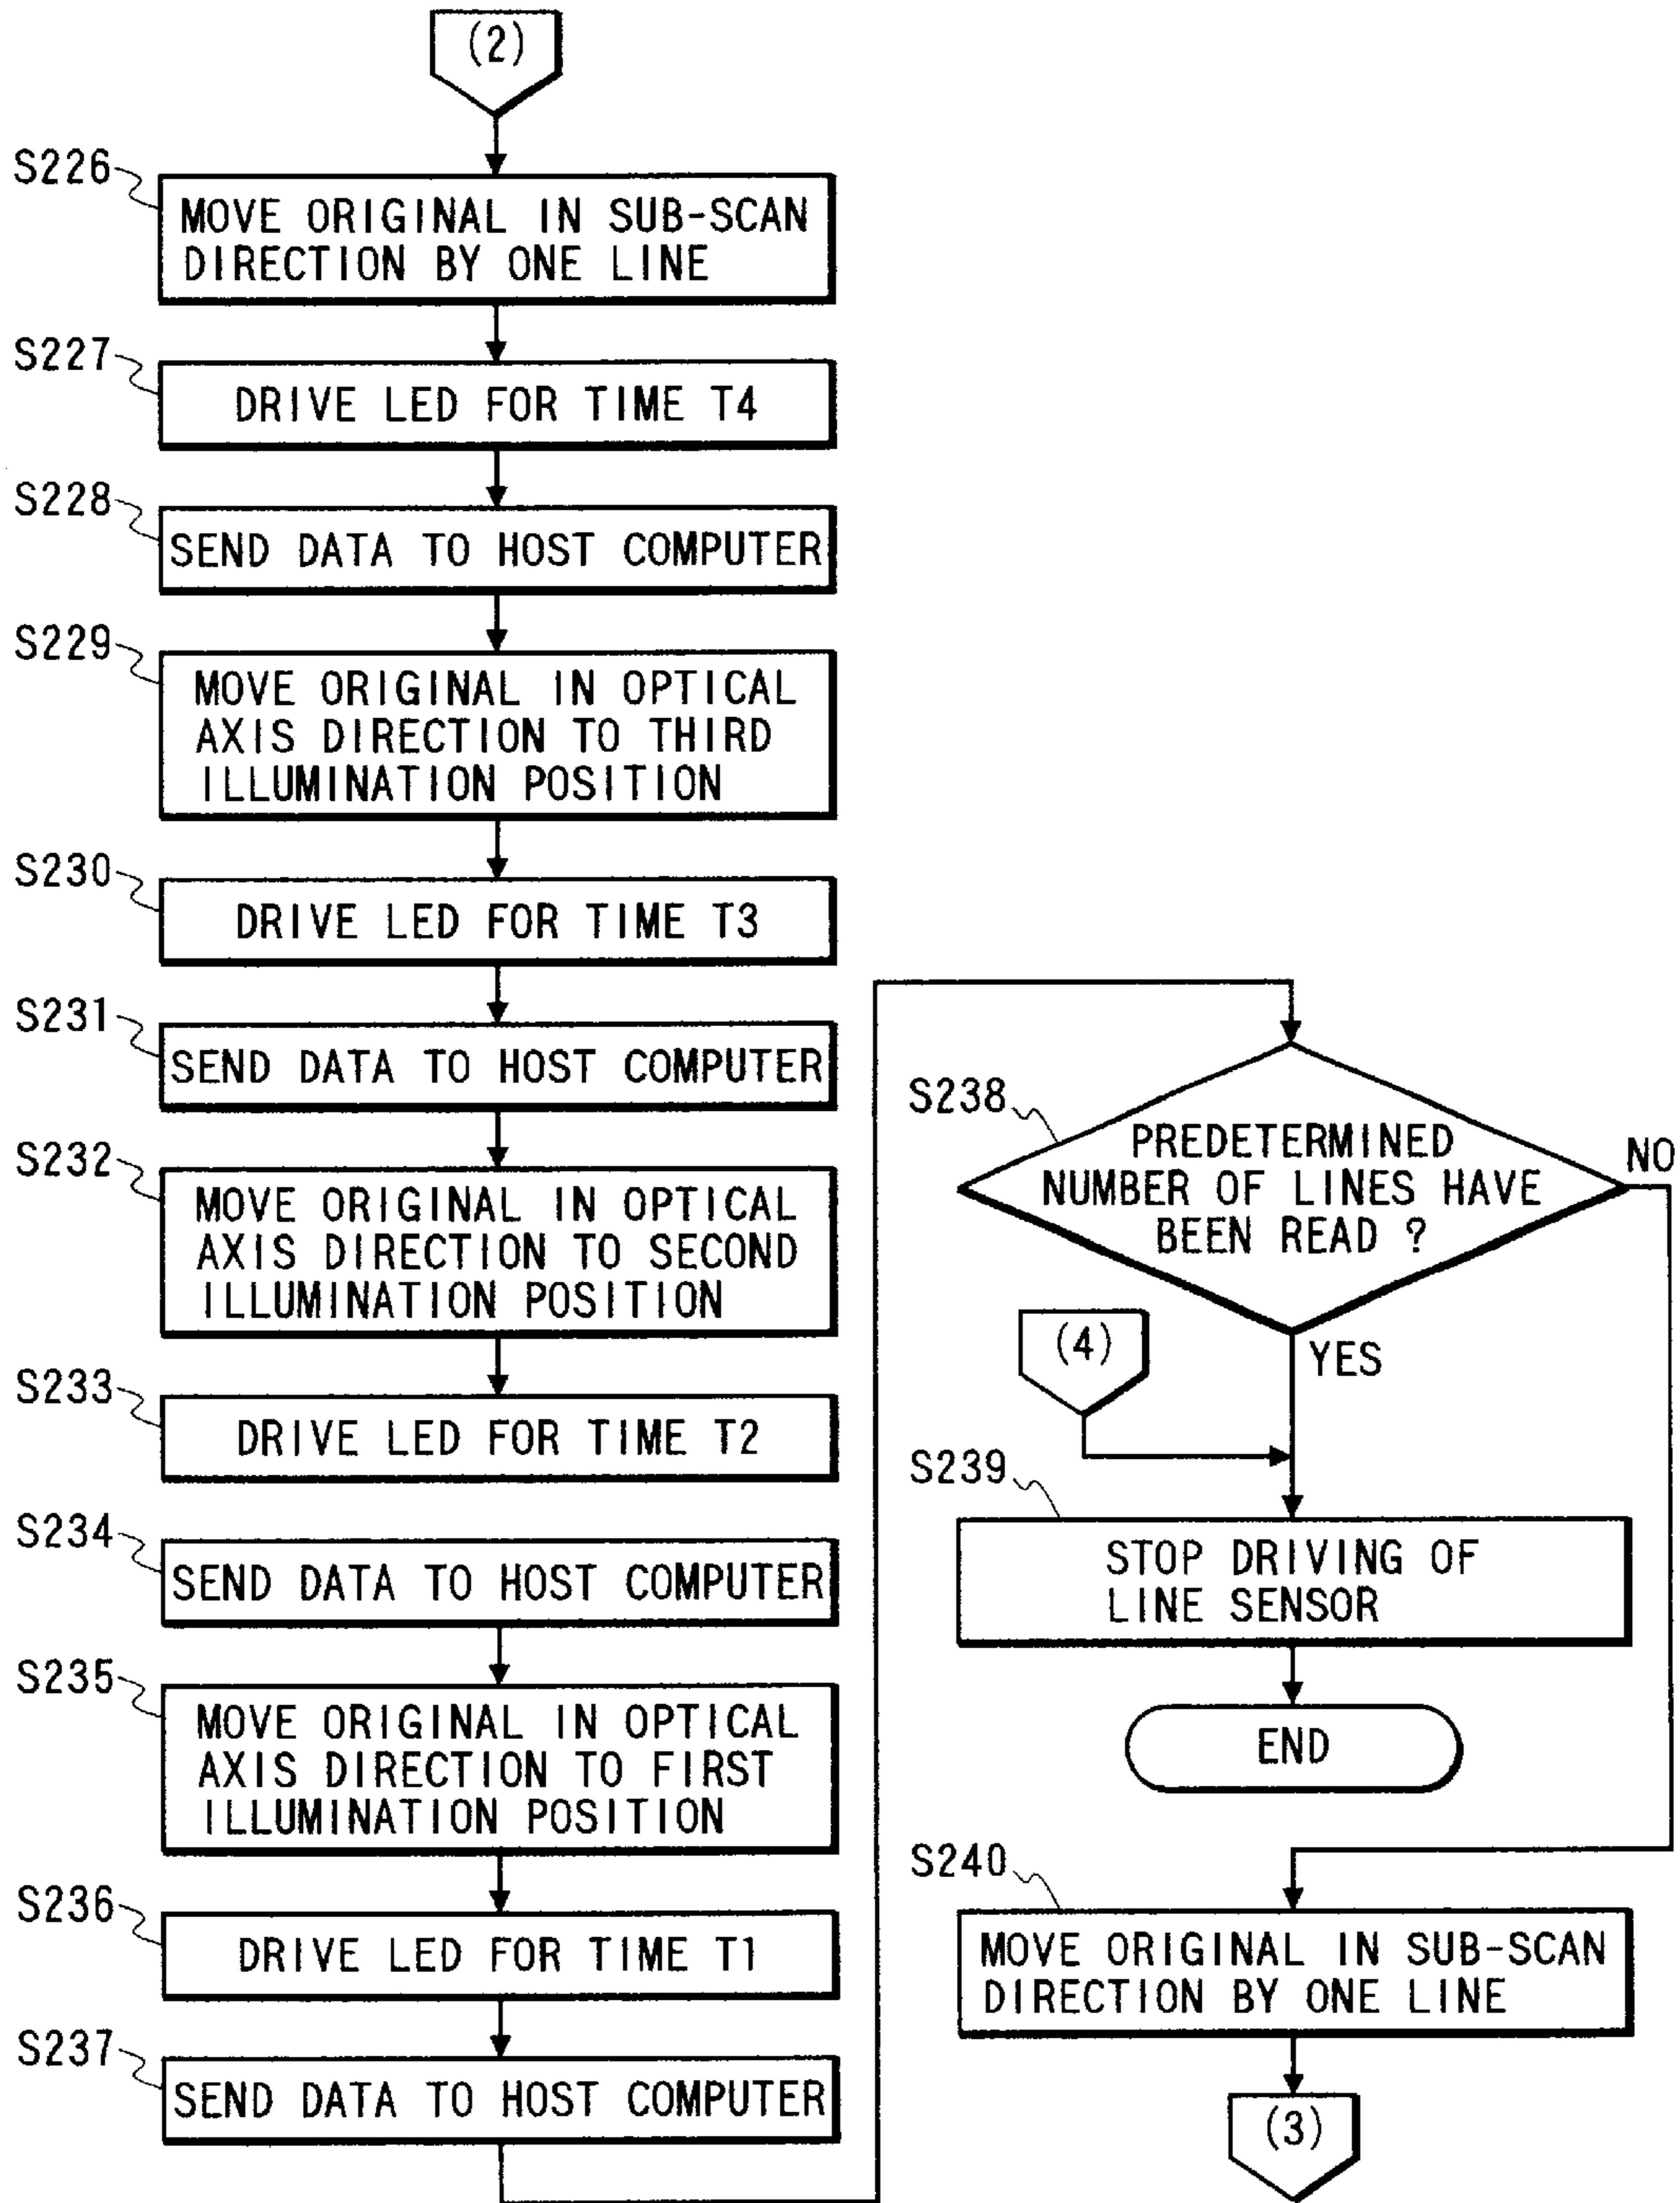 (2)
S226
MOVE ORIGINAL IN SUB-SCAN
DIRECTION BY ONE LINE
S227
DRIVE LED FOR TIME T4
S228
SEND DATA TO HOST COMPUTER
S229
MOVE ORIGINAL IN OPTICAL
AXIS DIRECTION TO THIRD
ILLUMINATION POSITION
S230
DRIVE LED FOR TIME T3
S231
SEND DATA TO HOST COMPUTER
S232
MOVE ORIGINAL IN OPTICAL
AXIS DIRECTION TO SECOND
ILLUMINATION POSITION
S233
DRIVE LED FOR TIME T2
S234
SEND DATA TO HOST COMPUTER
S235
MOVE ORIGINAL IN OPTICAL
AXIS DIRECTION TO FIRST
ILLUMINATION POSITION
S236
DRIVE LED FOR TIME T1
S237
SEND DATA TO HOST COMPUTER
S238
PREDETERMINED
NUMBER OF LINES HAVE
BEEN READ ?
NO
YES
(4)
S239
STOP DRIVING OF
LINE SENSOR
END
S240
MOVE ORIGINAL IN SUB-SCAN
DIRECTION BY ONE LINE
(3)